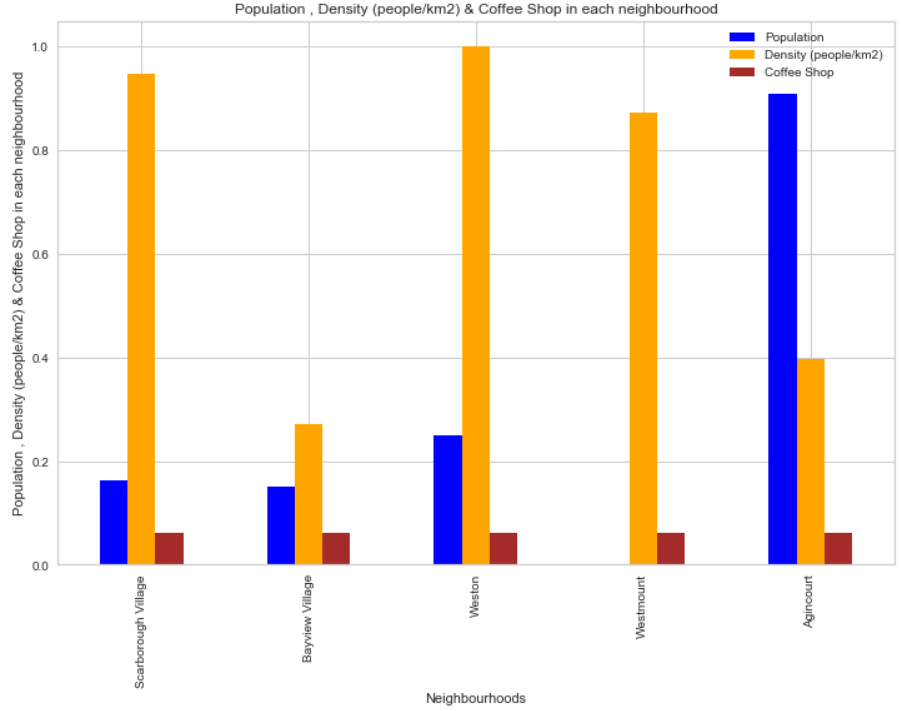 Population , Density (people/km2) & Coffee Shop in each neighbourhood
Population
Density (people/km2)
Coffee Shop
Population , Density (people/km2) & Coffee Shop in each neighbourhood
1.0
0.8
0.6
0.4
0.2
0.0
Scarborough Village
Bayview Village
Weston
Westmount
Agincourt
Neighbourhoods